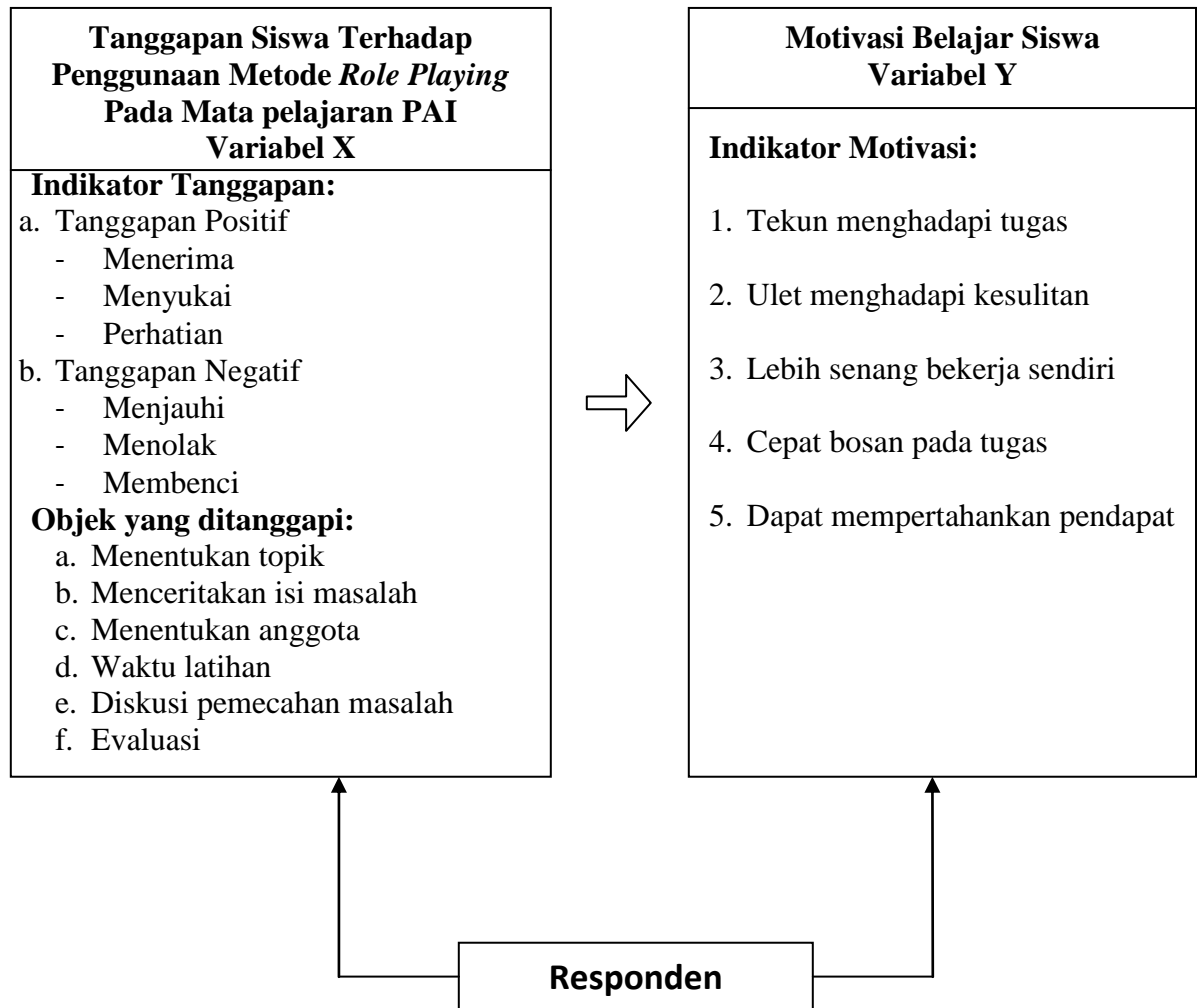 Tanggapan Siswa Terhadap
Penggunaan Metode Role Playing
Pada Mata pelajaran PAI
Variabel X
Indikator Tanggapan:
a. Tanggapan Positif
- Menerima
- Menyukai
- Perhatian
b. Tanggapan Negatif
- Menjauhi
- Menolak
- Membenci
Objek yang ditanggapi:
a. Menentukan topik
b. Menceritakan isi masalah
c. Menentukan anggota
d. Waktu latihan
e. Diskusi pemecahan masalah
f. Evaluasi
Motivasi Belajar Siswa
Variabel Y
Indikator Motivasi:
1. Tekun menghadapi tugas
2. Ulet menghadapi kesulitan
3. Lebih senang bekerja sendiri
4. Cepat bosan pada tugas
5. Dapat mempertahankan pendapat
Responden